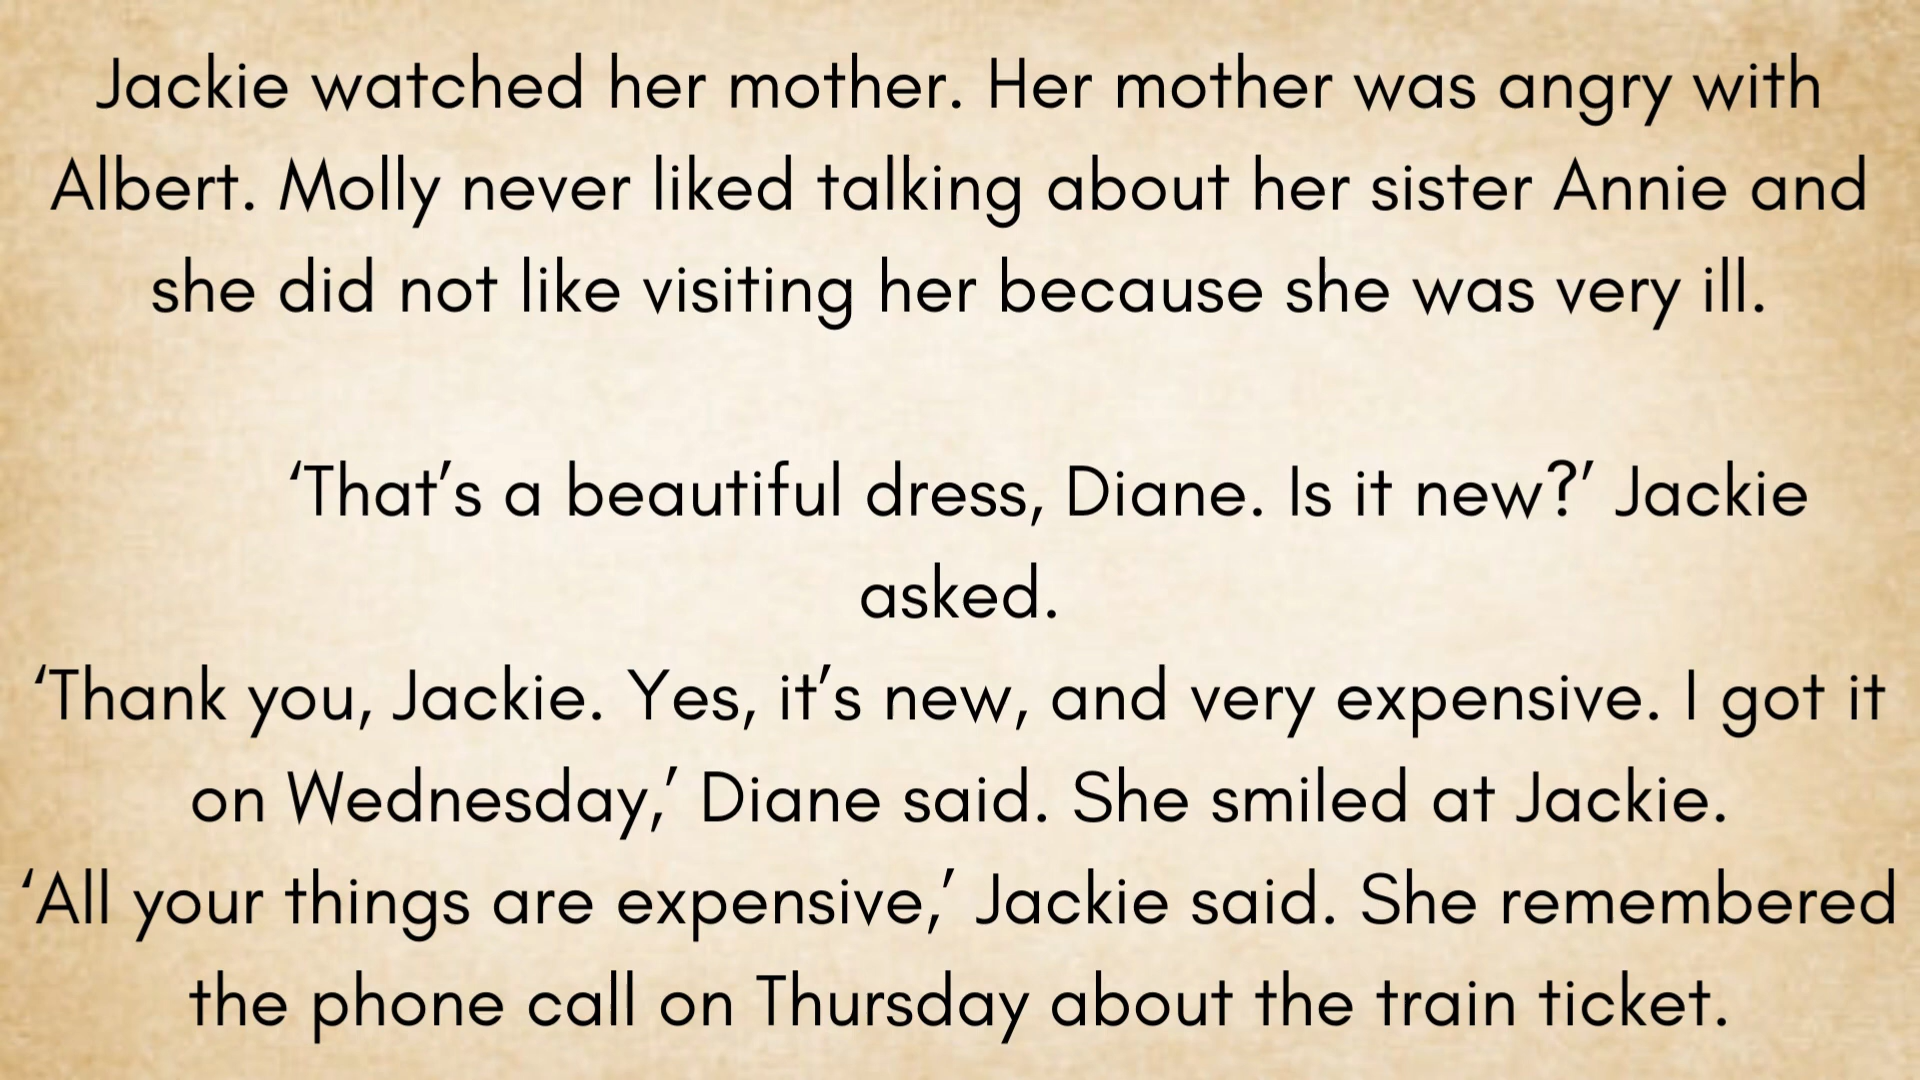 Jackie watched her mother. Her mother was angry with
Albert. Molly never liked talking about her sister Annie and
she did not like visiting her because she was very ill.
‘That’s a beautiful dress, Diane. Is it new?’ Jackie
asked.
‘Thank you, Jackie. Yes, it’s new, and very expensive. I got it
on Wednesday,’ Diane said. She smiled at Jackie.
‘All your things are expensive,’ Jackie said. She remembered
the phone call on Thursday about the train ticket.